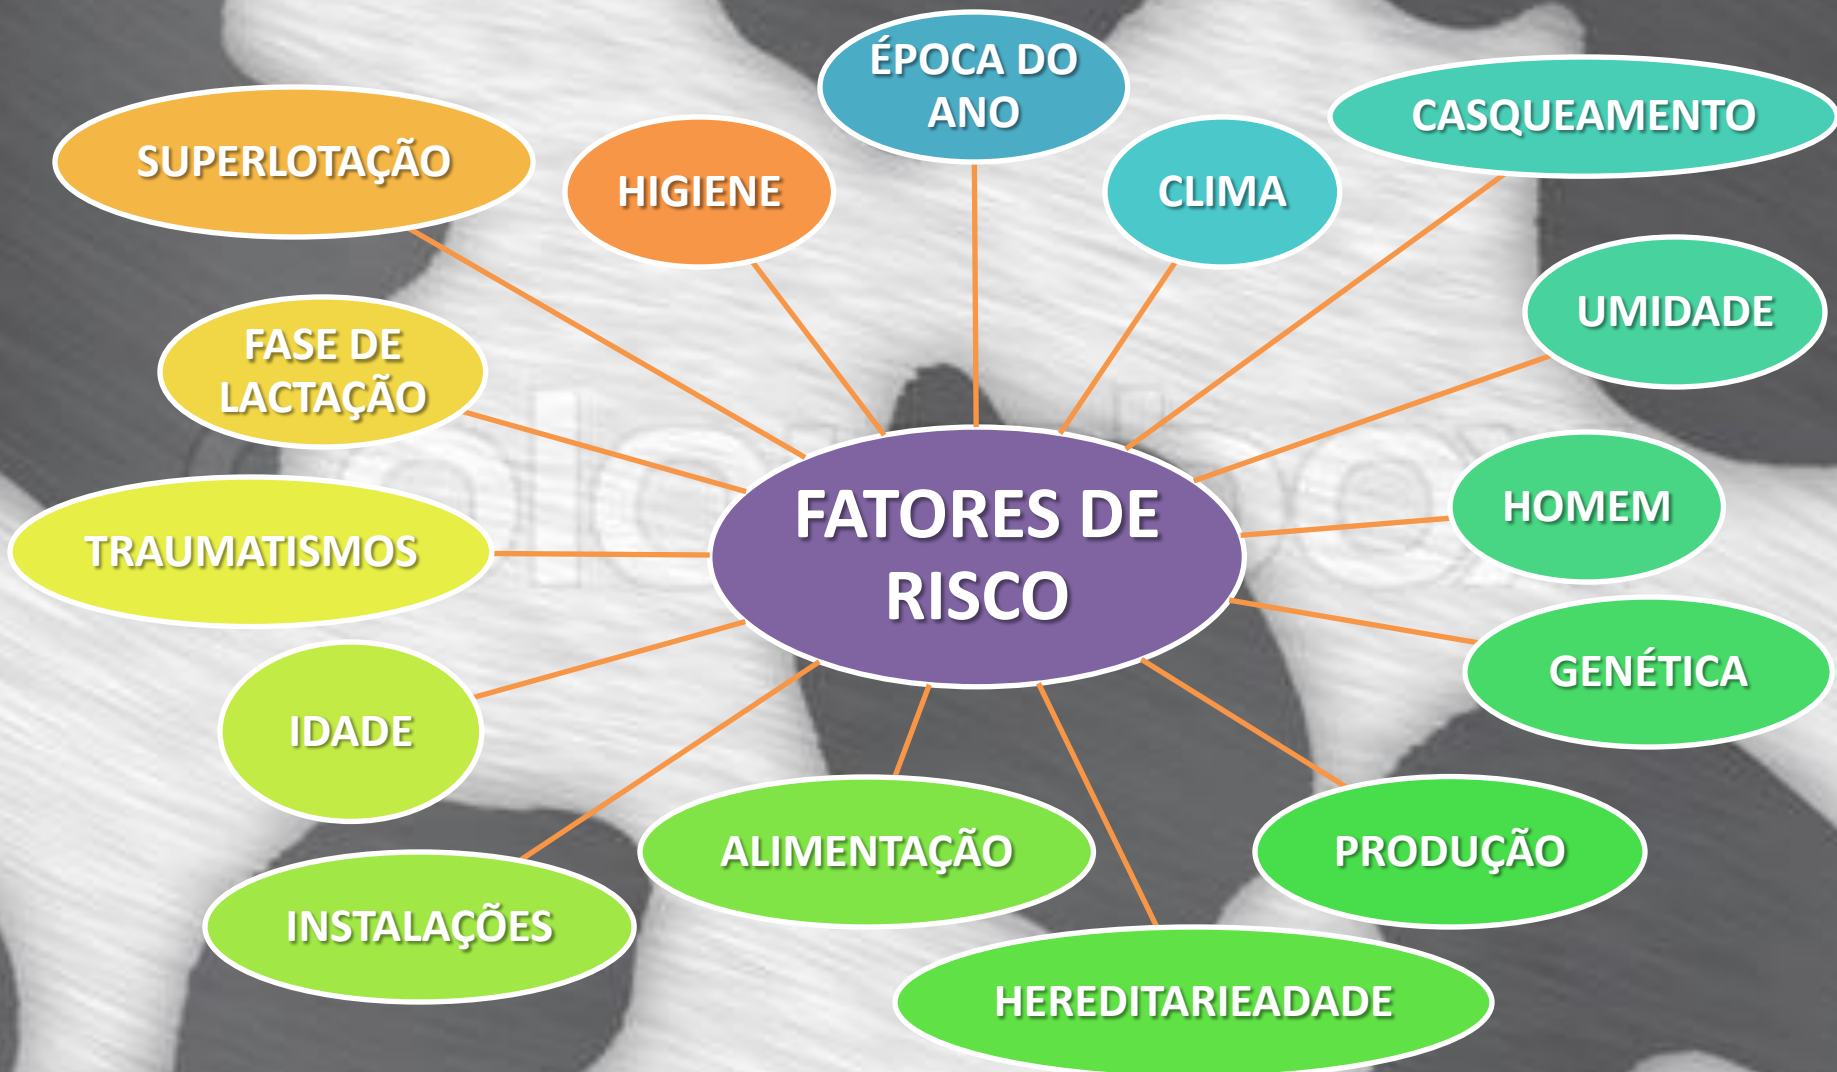 ÉPOCA DO
ANO
SUPERLOTAÇÃO
HIGIENE
CLIMA
CASQUEAMENTO
UMIDADE
FASE DE
LACTAÇÃO
FATORES DE
RISCO
HOMEM
TRAUMATISMOS
GENÉTICA
IDADE
ALIMENTAÇÃO
PRODUÇÃO
INSTALAÇÕES
HEREDITARIEADADE